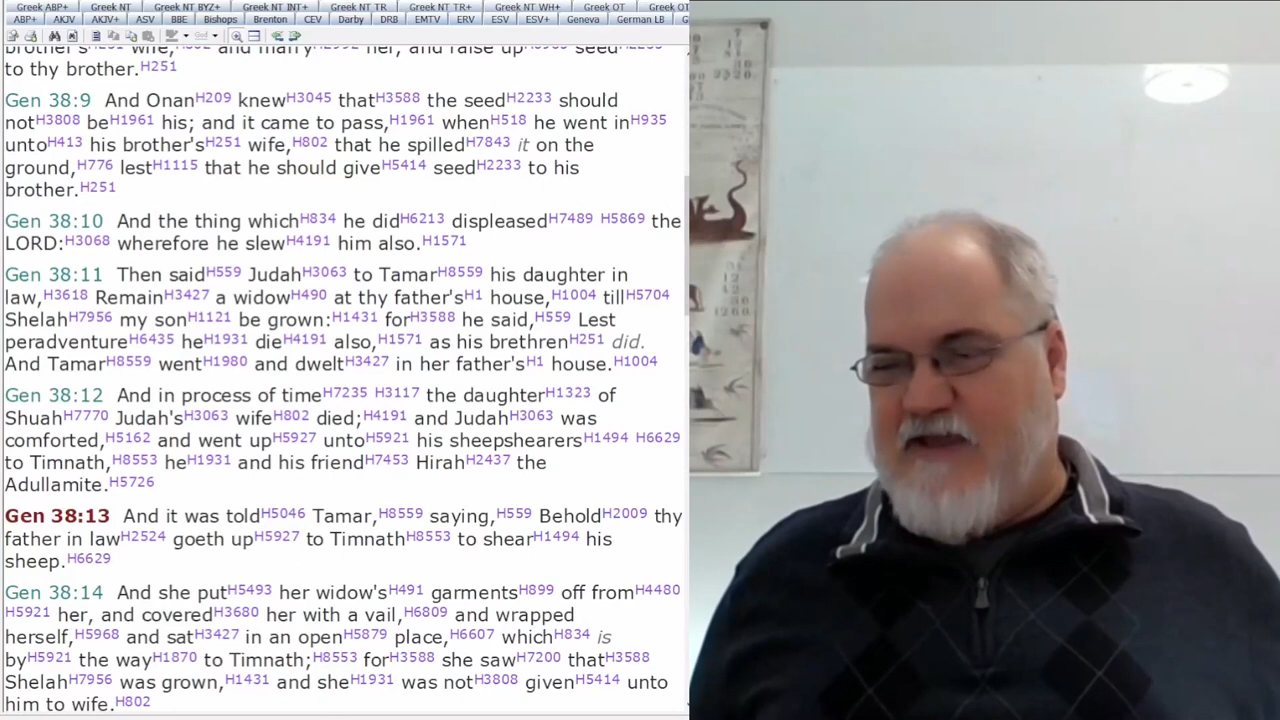 Greek ABP+ Greek NT Greek NT BYZ+ Greek NT INT+ Greek NT TR Greek NT TR+ Greek NT WH+ Greek OT
ABP+ AKJV AKJV+ ASV BBE Bishops Brenton CEV Darby DRB EMTV ERV ESV ESV+ Geneva German LB
brother'sH251 wife,H802 and marryH2992 her, and raise upH6965 seedH2233
to thy brother.H251
Gen 38:9 And OnanH209 knewH3045 thatH3588 the seedH2233 should
notH3808 beH1961 his; and it came to pass,H1961 whenH518 he went inH935
untoH413 his brother'sH251 wife,H802 that he spilledH7843 it on the
ground,H776 lestH1115 that he should giveH5414 seedH2233 to his
brother.H251
Gen 38:10 And the thing whichH834 he didH6213 displeasedH7489 H5869 the
LORD:H3068 wherefore he slewH4191 him also.H1571
Gen 38:11 Then saidH559 JudahH3063 to TamarH8559 his daughter in
law,H3618 RemainH3427 a widowH490 at thy father'sH1 house,H1004 tillH5704
ShelahH7956 my sonH1121 be grown:H1431 forH3588 he said,H559 Lest
peradventureH6435 heH1931 dieH4191 also,H1571 as his brethrenH251 did.
And TamarH8559 wentH1980 and dweltH3427 in her father'sH1 house.H1004
Gen 38:12 And in process of timeH7235 H3117 the daughterH1323 of
ShuahH7770 Judah'sH3063 wifeH802 died;H4191 and JudahH3063 was
comforted,H5162 and went upH5927 untoH5921 his sheepshearersH1494 H6629
to Timnath,H8553 heH1931 and his friendH7453 HirahH2437 the
Adullamite.H5726
Gen 38:13 And it was toldH5046 Tamar,H8559 saying,H559 BeholdH2009 thy
father in lawH2524 goeth upH5927 to TimnathH8553 to shearH1494 his
sheep.H6629
Gen 38:14 And she putH5493 her widow'sH491 garmentsH899 off fromH4480
H5921 her, and coveredH3680 her with a vail,H6809 and wrapped
herself,H5968 and satH3427 in an openH5879 place,H6607 whichH834 is
byH5921 the wayH1870 to Timnath;H8553 forH3588 she sawH7200 thatH3588
ShelahH7956 was grown,H1431 and sheH1931 was notH3808 givenH5414 unto
him to wife.H802